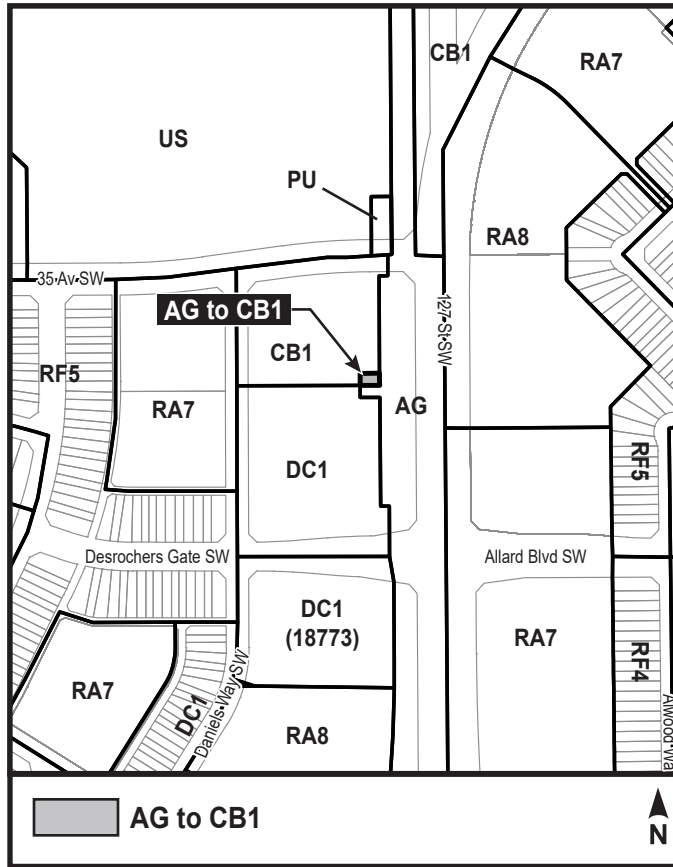 CB1
RA7
US
PU
RA8
35 Av SW
127 St SW
AG to CB1
CB1
RF5
RA7
AG
DC1
RF5
Desrochers Gate SW
Allard Blvd SW
DC1
(18773)
RA7
RF4
RA7
DC1
Daniels Way SW
RA8
AG to CB1
N